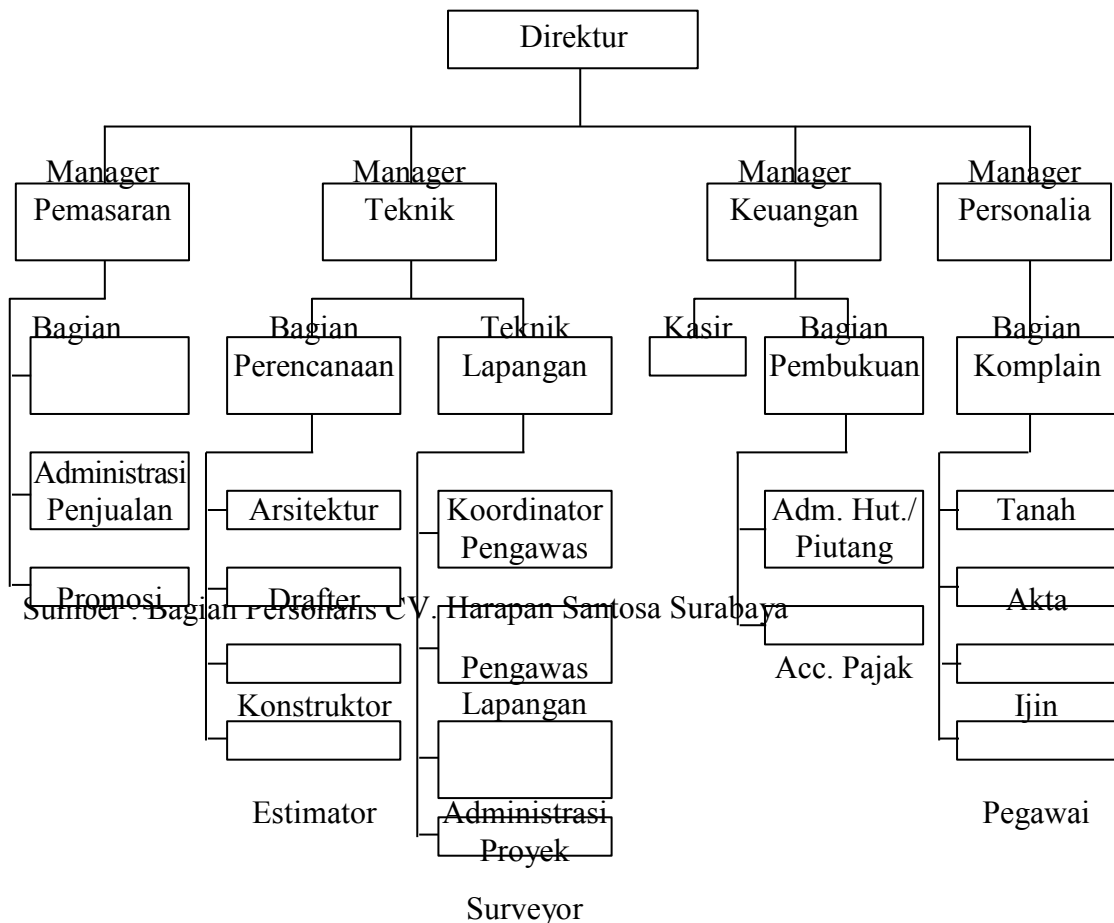 Direktur
Manager
Pemasaran
Manager
Teknik
Manager
Keuangan
Manager
Personalia
Bagian
Bagian
Perencanaan
Teknik
Lapangan
Kasir
Bagian
Pembukuan
Bagian
Komplain
Administrasi
Penjualan
Promosi
Arsitektur
Drafter
Konstruktor
Estimator
Koordinator
Pengawas
Pengawas
Lapangan
Administrasi
Proyek
Surveyor
Adm. Hut./
Piutang
Acc. Pajak
Tanah
Akta
Ijin
Pegawai
Sumber : Bagian Personalis CV. Harapan Santosa Surabaya